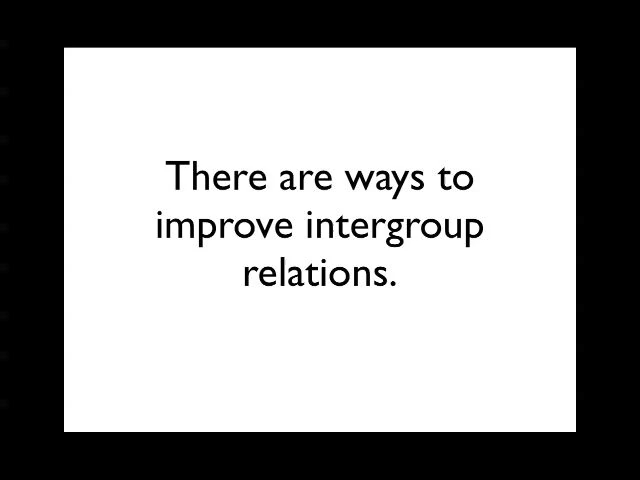 There are ways to
improve intergroup
relations.